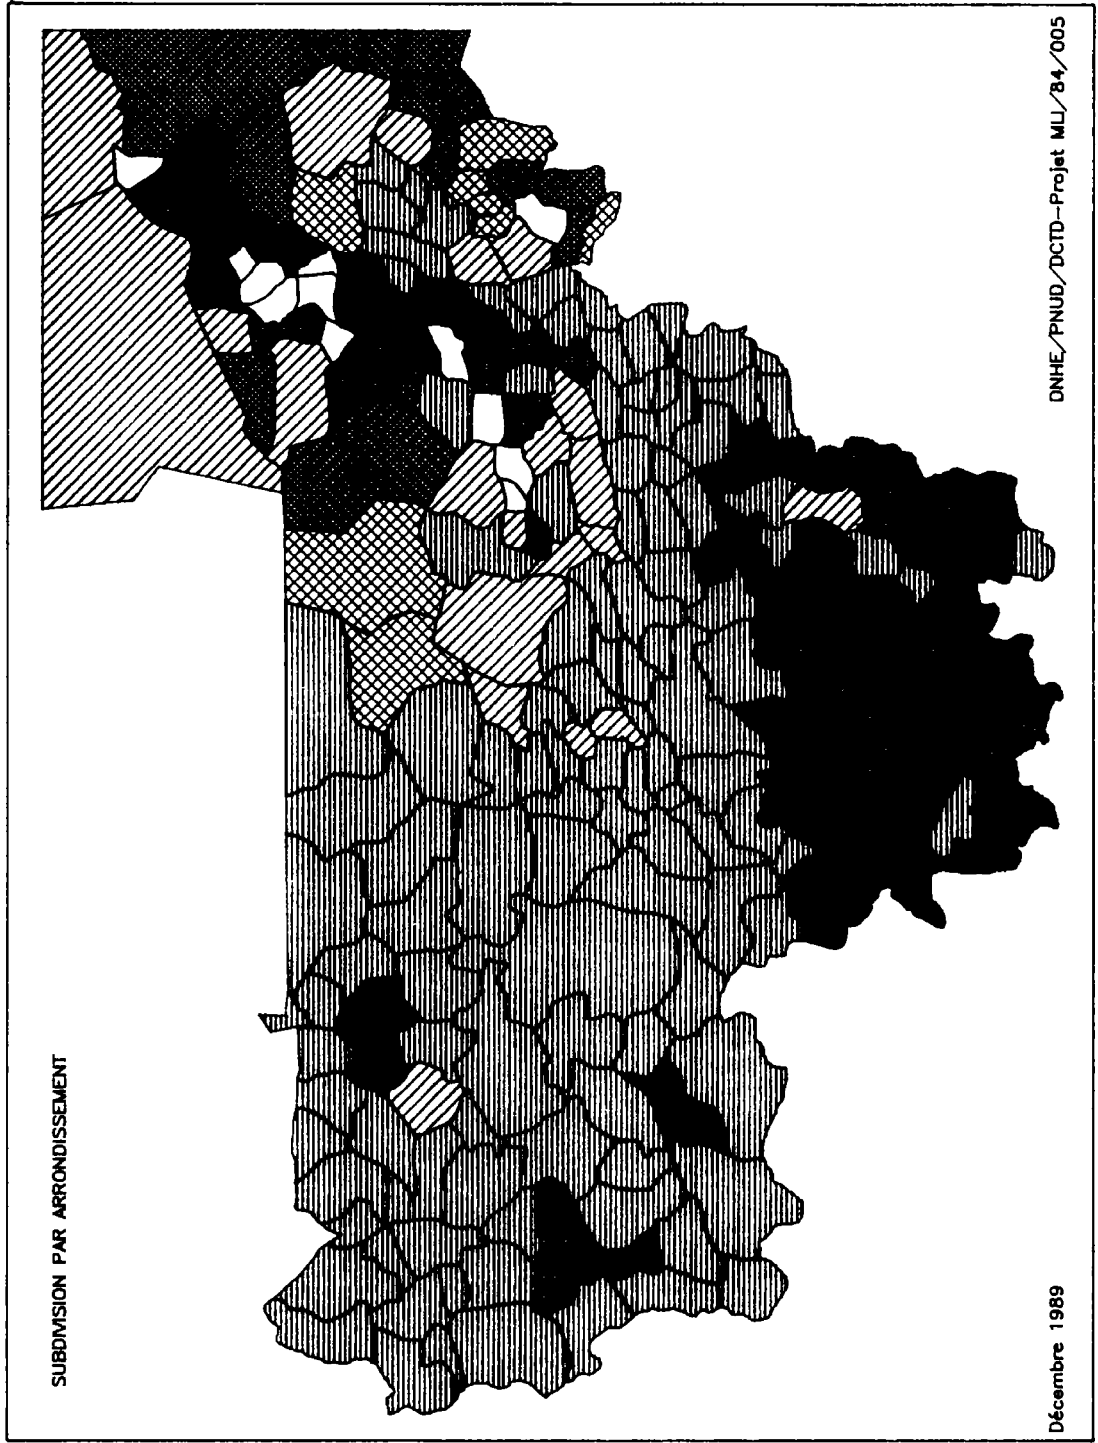 SUBDIVISION PAR ARRONDISSEMENT
Décembre 1989
DNHE/PNUD/DCTD-Projet MLI/84/005